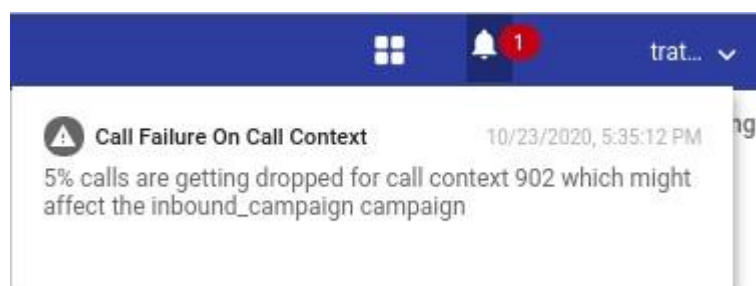 1
trat...
Call Failure On Call Context
10/23/2020, 5:35:12 PM
ng
5% calls are getting dropped for call context 902 which might
affect the inbound_campaign campaign